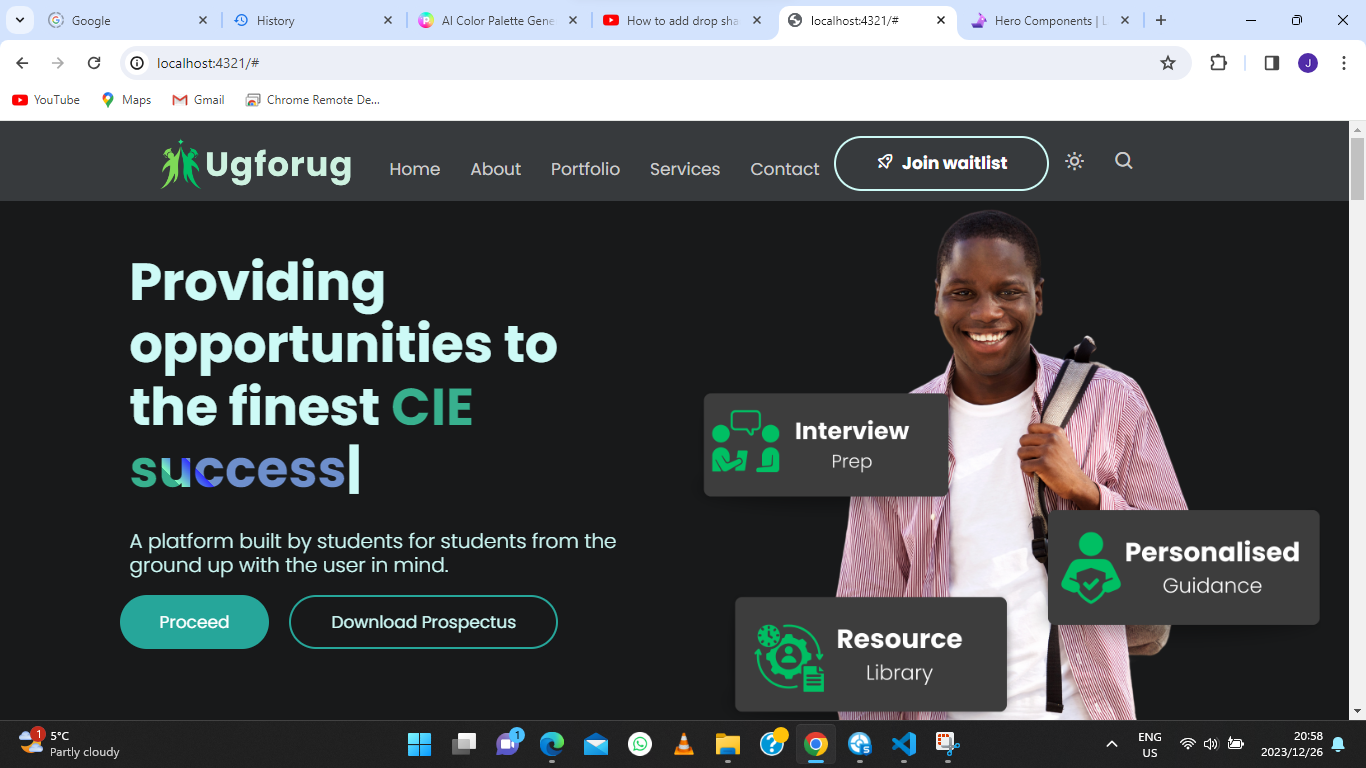 Google
History
AI Color Palette Gene
How to add drop sha
localhost:4321/#
Hero Components | L
localhost:4321/#
J
YouTube
Maps
Gmail
Chrome Remote De...
Ugforug
Home
About
Portfolio
Services
Contact
Join waitlist
Providing
opportunities to
the finest CIE
success|
A platform built by students for students from the
ground up with the user in mind.
Proceed
Download Prospectus
Interview
Prep
Personalised
Guidance
Resource
Library
1
5°C
Partly cloudy
1
ENG
US
20:58
2023/12/26